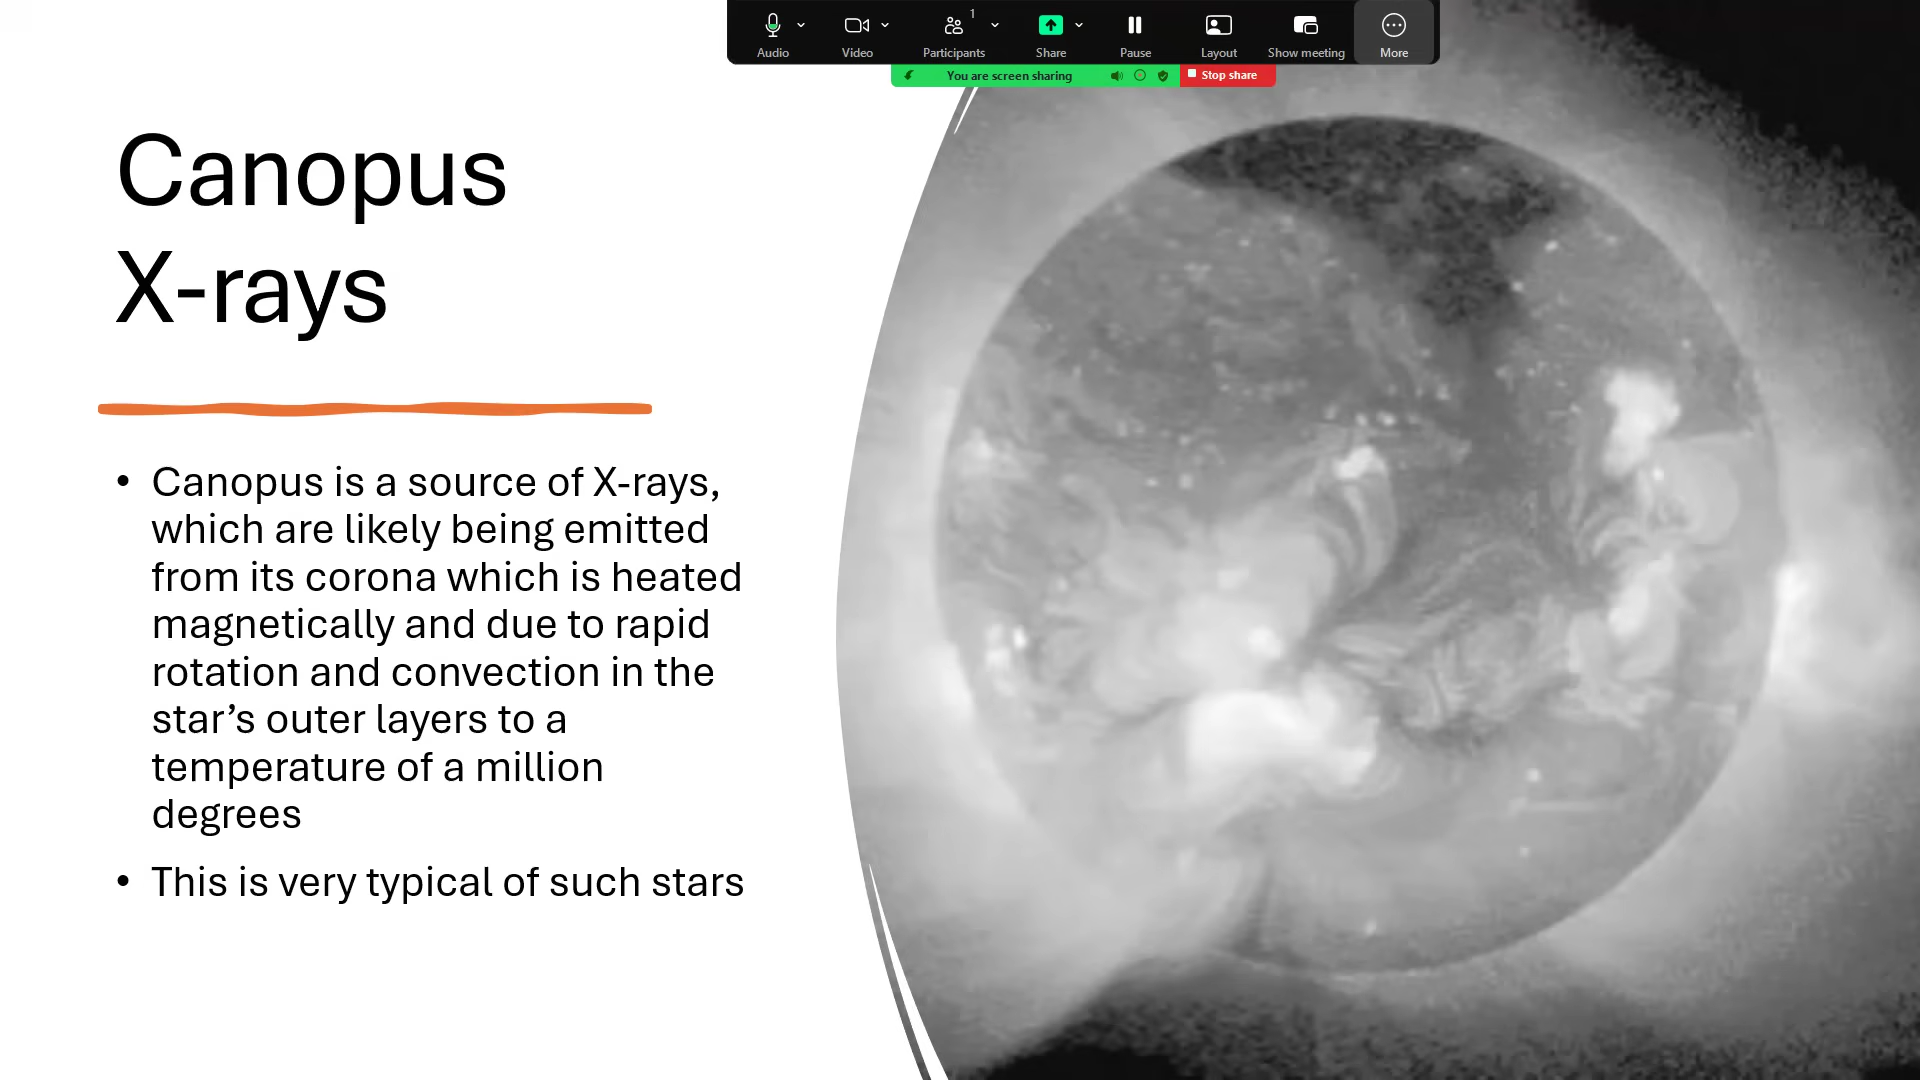 1
Audio
Video
Participants
Share
Pause
Layout
Show meeting
More
You are screen sharing
Stop share
Canopus
X-rays
• Canopus is a source of X-rays,
which are likely being emitted
from its corona which is heated
magnetically and due to rapid
rotation and convection in the
star’s outer layers to a
temperature of a million
degrees
• This is very typical of such stars